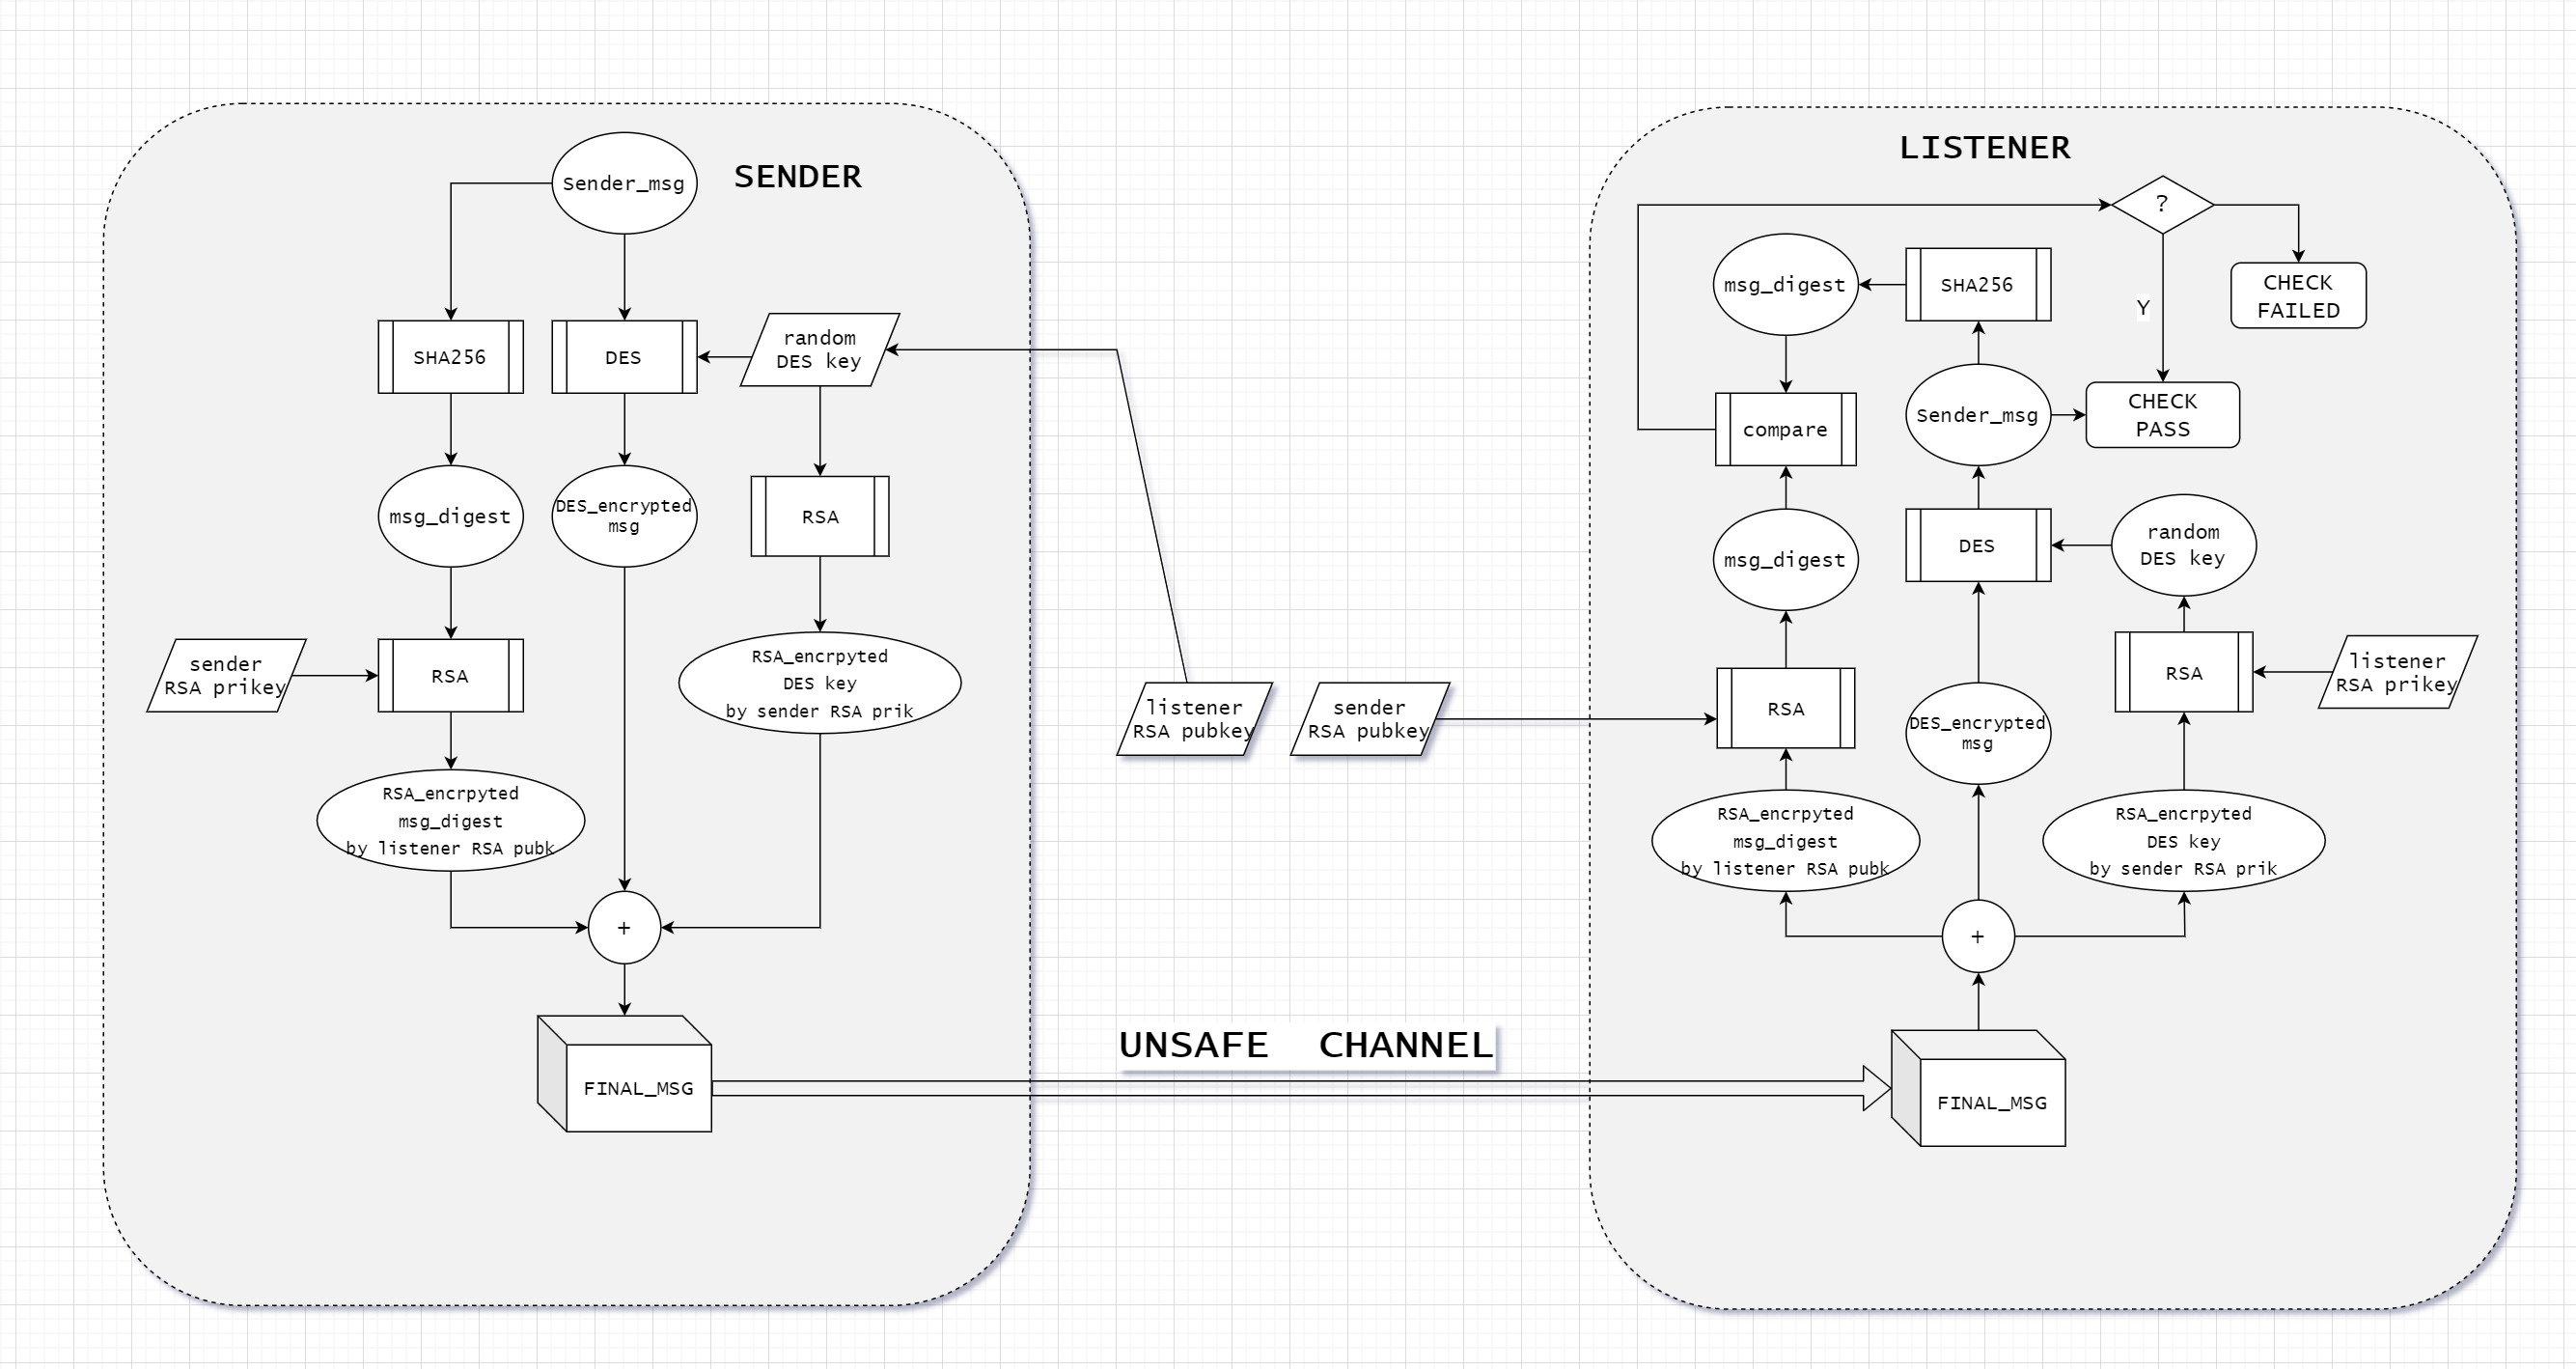 SENDER
Sender_msg
SHA256
DES
random
DES key
msg_digest
DES_encrypted
msg
RSA
sender
RSA prikey
RSA
RSA_encrpyted
DES key
by sender RSA prik
RSA_encrpyted
msg_digest
by listener RSA pubk
+
FINAL_MSG
listener
RSA pubkey
sender
RSA pubkey
UNSAFE CHANNEL
LISTENER
?
msg_digest
SHA256
Y
CHECK
FAILED
compare
Sender_msg
CHECK
PASS
msg_digest
DES
random
DES key
RSA
DES_encrypted
msg
RSA
listener
RSA prikey
RSA_encrpyted
msg_digest
by listener RSA pubk
RSA_encrpyted
DES key
by sender RSA prik
+
FINAL_MSG